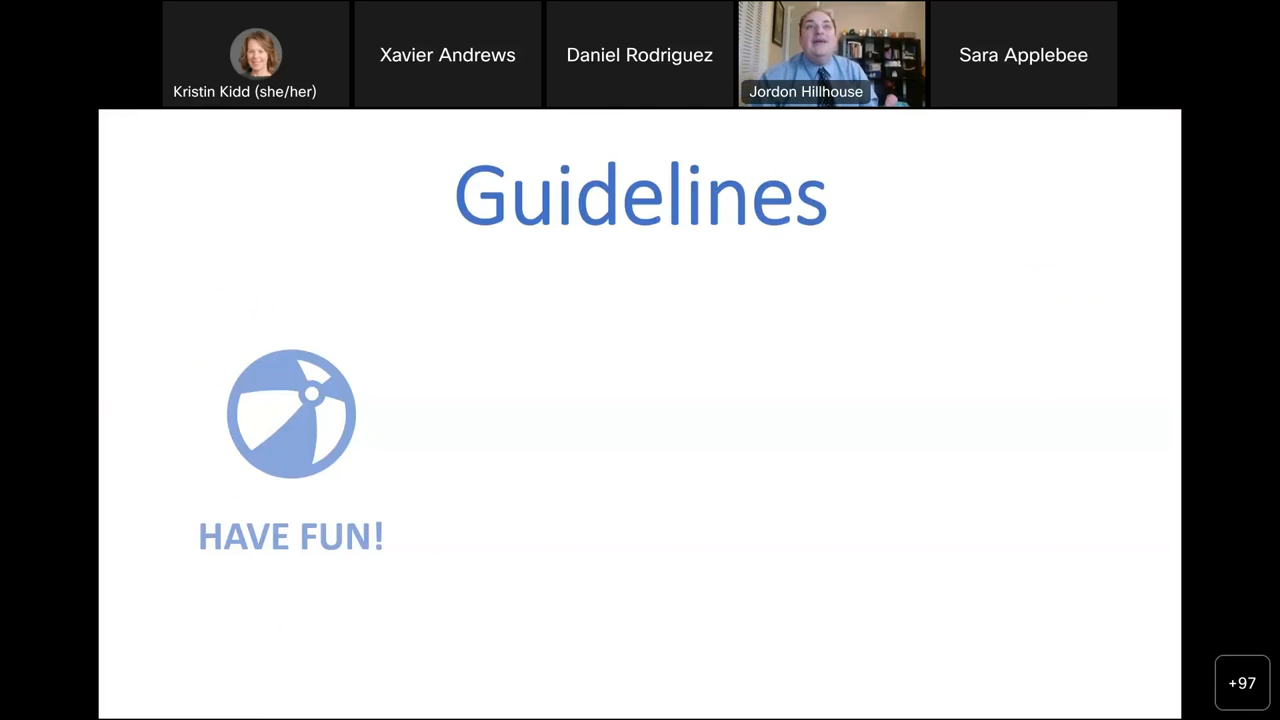 Kristin Kidd (she/her)
Xavier Andrews
Daniel Rodriguez
Jordon Hillhouse
Sara Applebee
Guidelines
HAVE FUN!
+97